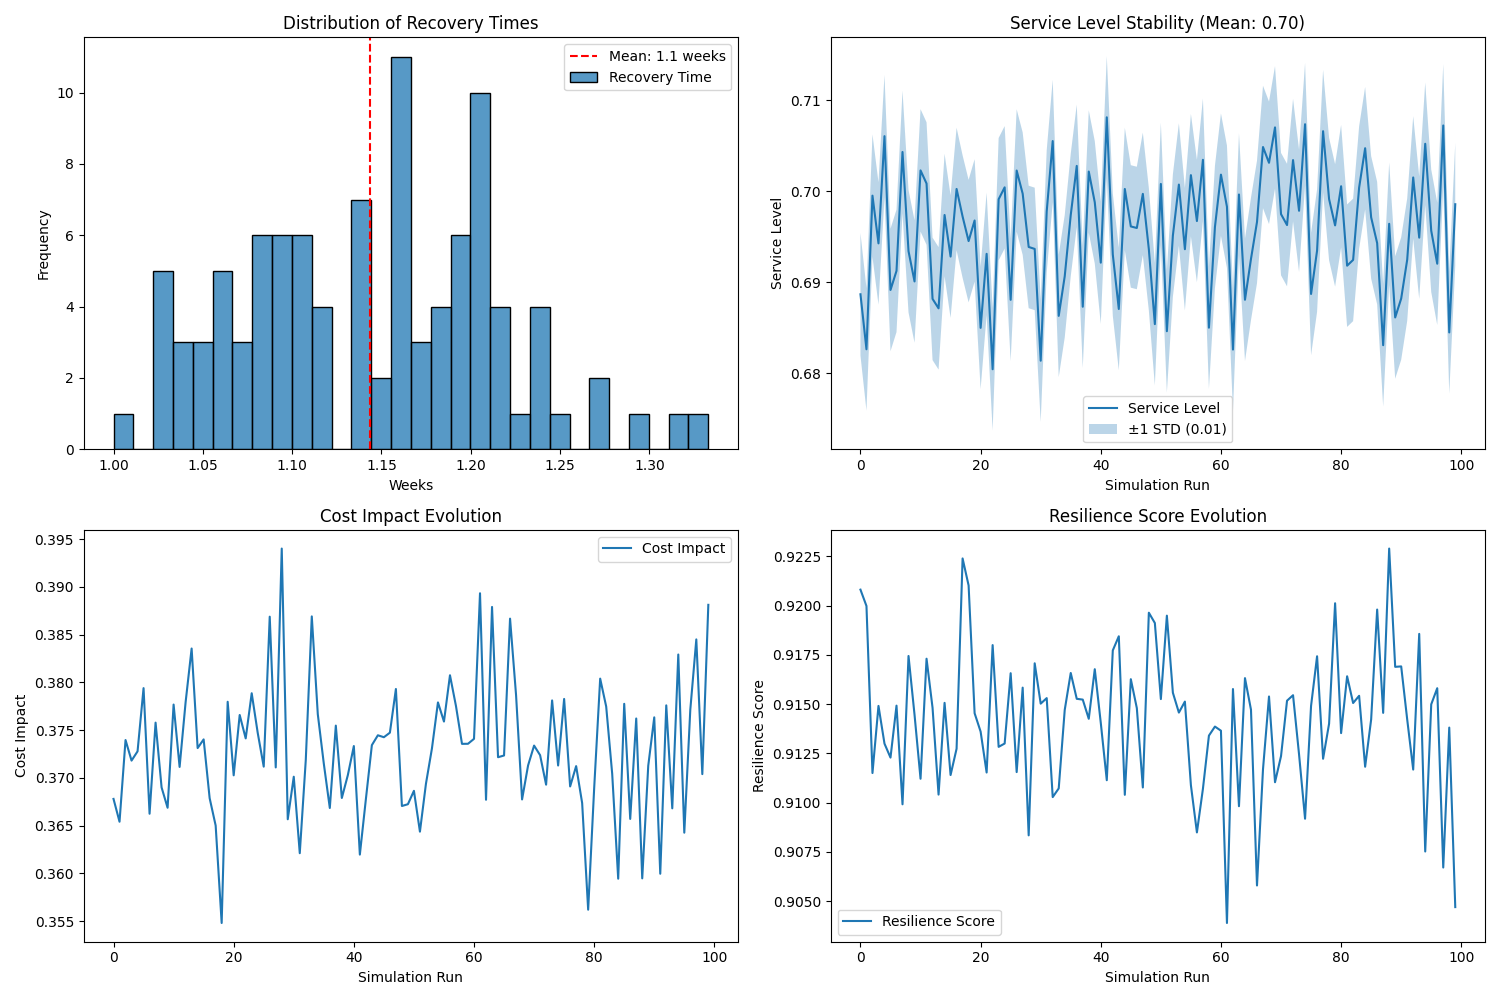 Distribution of Recovery Times
Frequency
10
8
6
4
2
0
Mean: 1.1 weeks
Recovery Time
1.00 1.05 1.10 1.15 1.20 1.25 1.30
Weeks
Service Level Stability (Mean: 0.70)
Service Level
0.71
0.70
0.69
0.68
Service Level
±1 STD (0.01)
0 20 40 60 80 100
Simulation Run
Cost Impact Evolution
Cost Impact
0.395
0.390
0.385
0.380
0.375
0.370
0.365
0.360
0.355
Cost Impact
0 20 40 60 80 100
Simulation Run
Resilience Score Evolution
Resilience Score
0.9225
0.9200
0.9175
0.9150
0.9125
0.9100
0.9075
0.9050
Resilience Score
0 20 40 60 80 100
Simulation Run